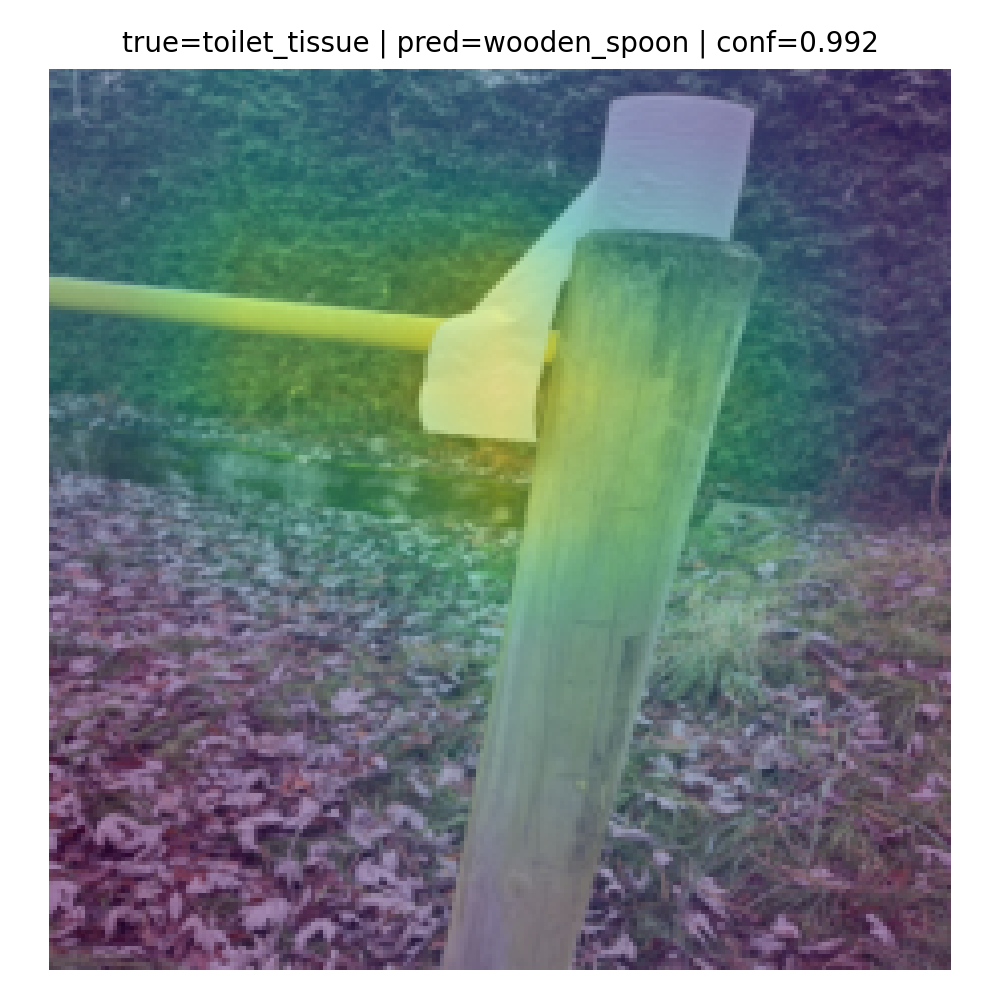 true=toilet_tissue | pred=wooden_spoon | conf=0.992